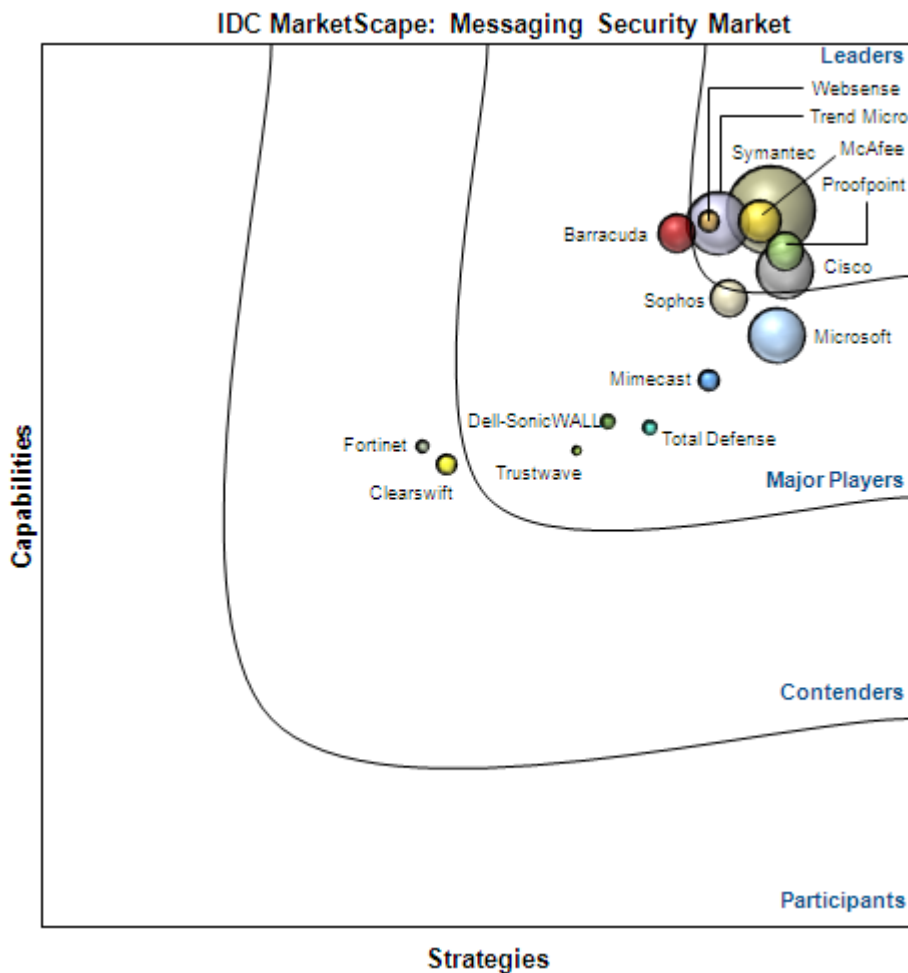 IDC MarketScape: Messaging Security Market
Leaders
Websense
Trend Micro
Symantec
McAfee
Proofpoint
Barracuda
Cisco
Sophos
Microsoft
Mimecast
Dell-SonicWALL
Total Defense
Fortinet
Trustwave
Clearswift
Major Players
Capabilities
Contenders
Participants
Strategies